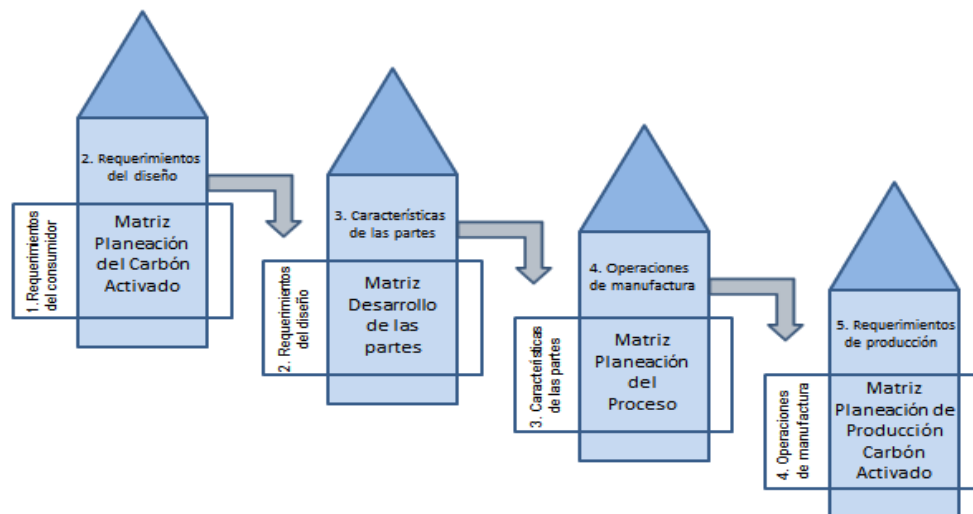 2. Requerimientos
del diseño
1.Requerimientos
del consumidor
Matriz
Planeación
del Carbón
Activado
3. Características
de las partes
2. Requerimientos
del diseño
Matriz
Desarrollo
de las
partes
4. Operaciones
de manufactura
3. Características
de las partes
Matriz
Planeación
del
Proceso
5. Requerimientos
de producción
4. Operaciones
de manufactura
Matriz
Planeación de
Producción
Carbón
Activado